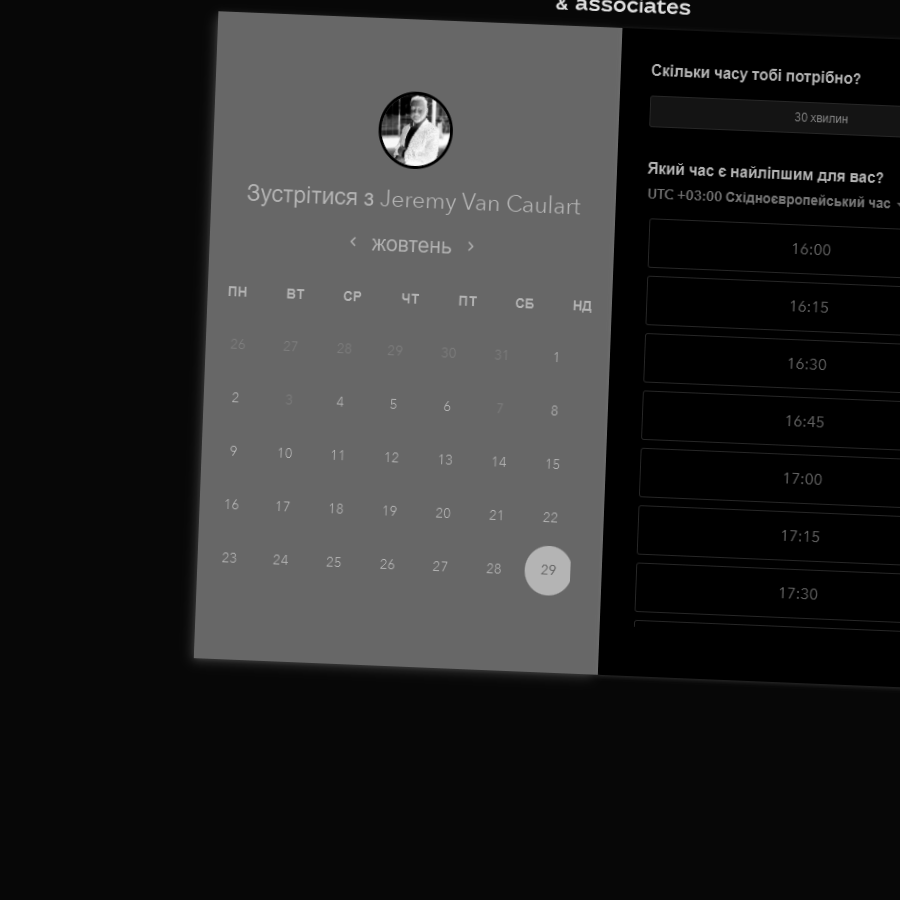 & associates
Зустрітися з Jeremy Van Caulart
жовтень
ПН ВТ СР ЧТ ПТ СБ НД
26 27 28 29 30 31 1
2 3 4 5 6 7 8
9 10 11 12 13 14 15
16 17 18 19 20 21 22
23 24 25 26 27 28 29
Скільки часу тобі потрібно?
30 хвилин
Який час є найліпшим для вас?
UTC +03:00 Східноєвропейський час
16:00
16:15
16:30
16:45
17:00
17:15
17:30